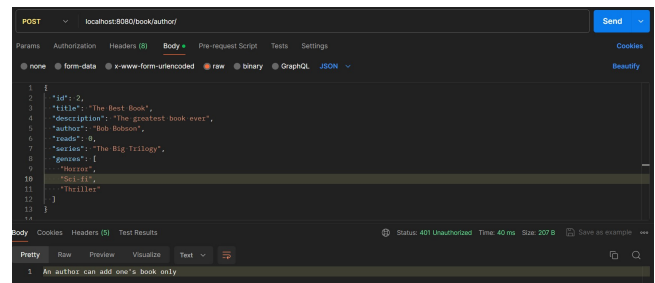 POST localhost:8080/book/author/ Send
Params Authorization Headers (8) Body Pre-request Script Tests Settings Cookies
none form-data x-www-form-urlencoded raw binary GraphQL JSON Beautify
1 {
2 "id": 2,
3 "title": "The Best Book",
4 "description": "The greatest book ever",
5 "author": "Bob Bobson",
6 "reads": 0,
7 "series": "The Big Trilogy",
8 "genres": [
9 "Horror",
10 "Sci-fi",
11 "Thriller"
12 ]
13 }
14
Body Cookies Headers (5) Test Results Status: 401 Unauthorized Time: 40 ms Size: 207 B Save as example
Pretty Raw Preview Visualize Text
1 An author can add one's book only